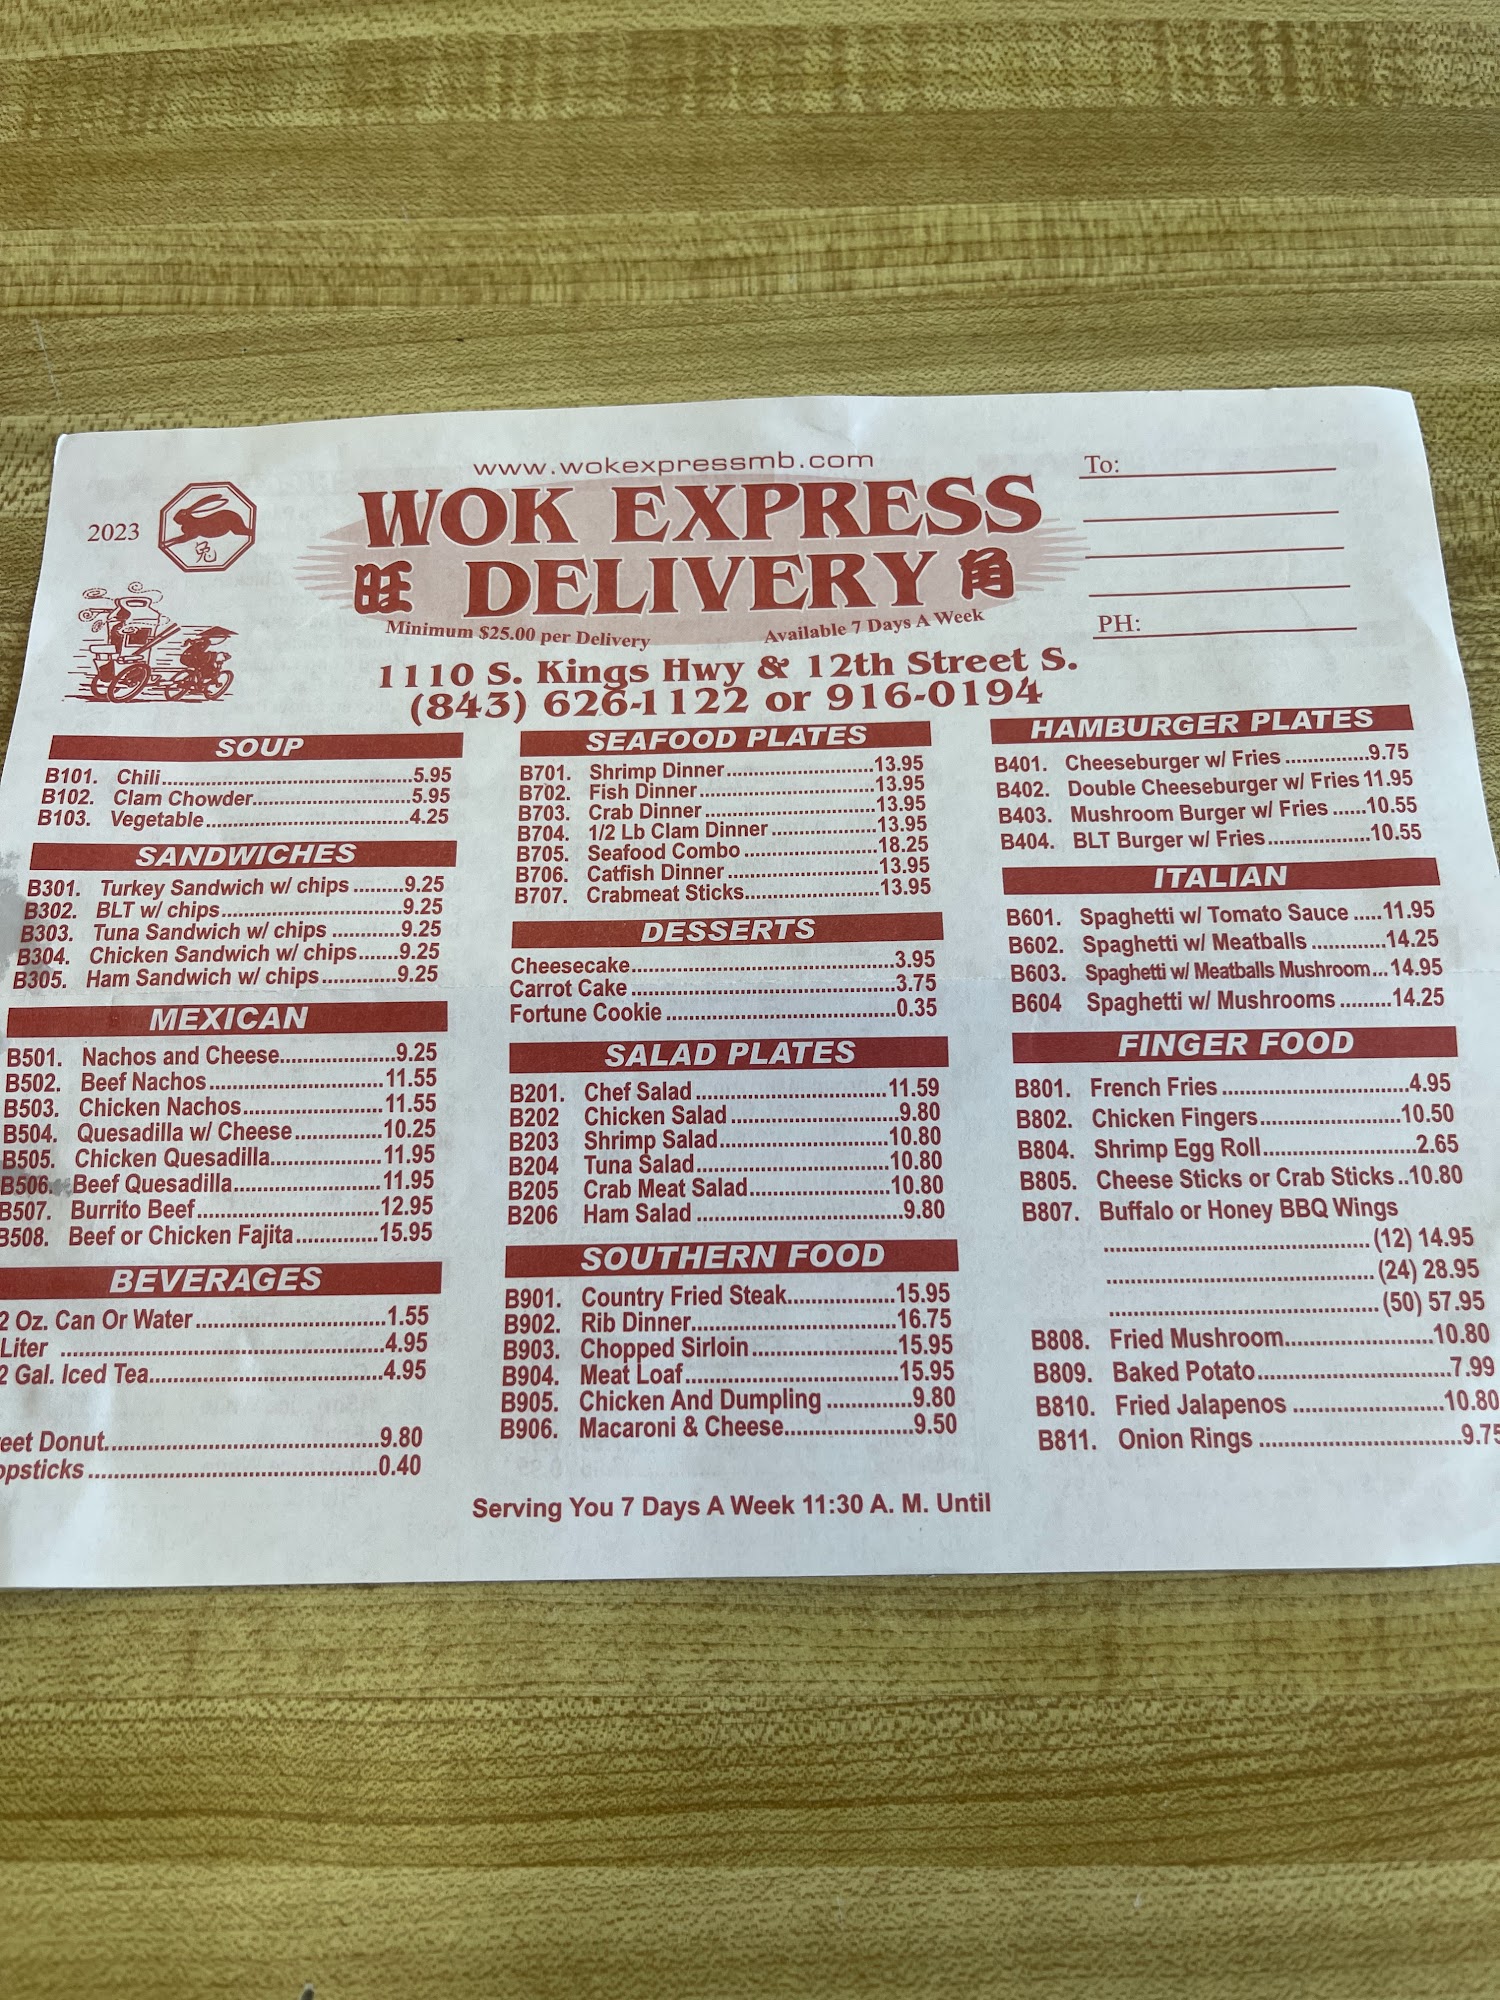 www.wokexpressmb.com
2023
兔
WOK EXPRESS
旺 DELIVERY 角
Minimum $25.00 per Delivery Available 7 Days A Week
1110 S. Kings Hwy & 12th Street S.
(843) 626-1122 or 916-0194
To:
PH:
SOUP
B101. Chili 5.95
B102. Clam Chowder 5.95
B103. Vegetable 4.25
SANDWICHES
B301. Turkey Sandwich w/ chips 9.25
B302. BLT w/ chips 9.25
B303. Tuna Sandwich w/ chips 9.25
B304. Chicken Sandwich w/ chips 9.25
B305. Ham Sandwich w/ chips 9.25
MEXICAN
B501. Nachos and Cheese 9.25
B502. Beef Nachos 11.55
B503. Chicken Nachos 11.55
B504. Quesadilla w/ Cheese 10.25
B505. Chicken Quesadilla 11.95
B506. Beef Quesadilla 11.95
B507. Burrito Beef 12.95
B508. Beef or Chicken Fajita 15.95
BEVERAGES
2 Oz. Can Or Water 1.55
Liter 4.95
2 Gal. Iced Tea 4.95
eet Donut 9.80
opsticks 0.40
SEAFOOD PLATES
B701. Shrimp Dinner 13.95
B702. Fish Dinner 13.95
B703. Crab Dinner 13.95
B704. 1/2 Lb Clam Dinner 13.95
B705. Seafood Combo 18.25
B706. Catfish Dinner 13.95
B707. Crabmeat Sticks 13.95
DESSERTS
Cheesecake 3.95
Carrot Cake 3.75
Fortune Cookie 0.35
SALAD PLATES
B201. Chef Salad 11.59
B202 Chicken Salad 9.80
B203 Shrimp Salad 10.80
B204 Tuna Salad 10.80
B205 Crab Meat Salad 10.80
B206 Ham Salad 9.80
SOUTHERN FOOD
B901. Country Fried Steak 15.95
B902. Rib Dinner 16.75
B903. Chopped Sirloin 15.95
B904. Meat Loaf 15.95
B905. Chicken And Dumpling 9.80
B906. Macaroni & Cheese 9.50
HAMBURGER PLATES
B401. Cheeseburger w/ Fries 9.75
B402. Double Cheeseburger w/ Fries 11.95
B403. Mushroom Burger w/ Fries 10.55
B404. BLT Burger w/ Fries 10.55
ITALIAN
B601. Spaghetti w/ Tomato Sauce 11.95
B602. Spaghetti w/ Meatballs 14.25
B603. Spaghetti w/ Meatballs Mushroom 14.95
B604 Spaghetti w/ Mushrooms 14.25
FINGER FOOD
B801. French Fries 4.95
B802. Chicken Fingers 10.50
B804. Shrimp Egg Roll 2.65
B805. Cheese Sticks or Crab Sticks 10.80
B807. Buffalo or Honey BBQ Wings
(12) 14.95
(24) 28.95
(50) 57.95
B808. Fried Mushroom 10.80
B809. Baked Potato 7.99
B810. Fried Jalapenos 10.80
B811. Onion Rings 9.75
Serving You 7 Days A Week 11:30 A. M. Until